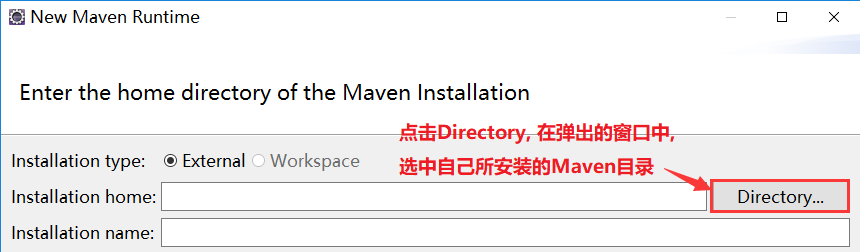 New Maven Runtime
Enter the home directory of the Maven Installation
点击Directory, 在弹出的窗口中,
选中自己所安装的Maven目录
Installation type: External Workspace
Installation home: Directory...
Installation name: